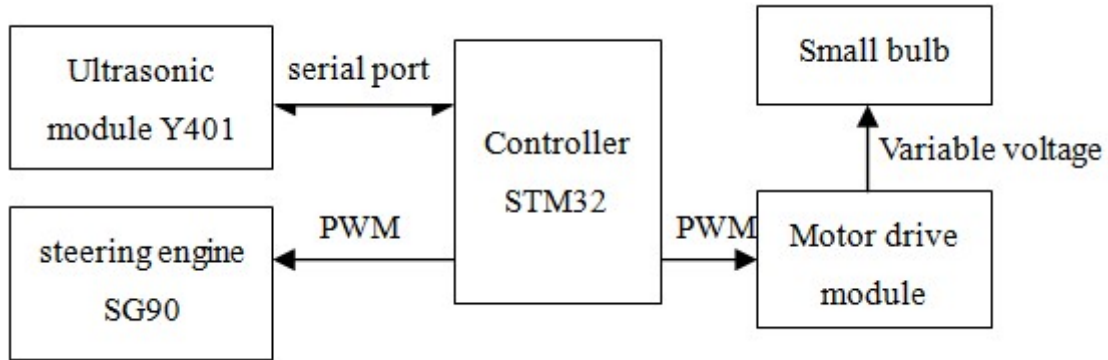 Ultrasonic
module Y401
serial port
Controller
STM32
Small bulb
Variable voltage
steering engine
SG90
PWM
PWM
Motor drive
module